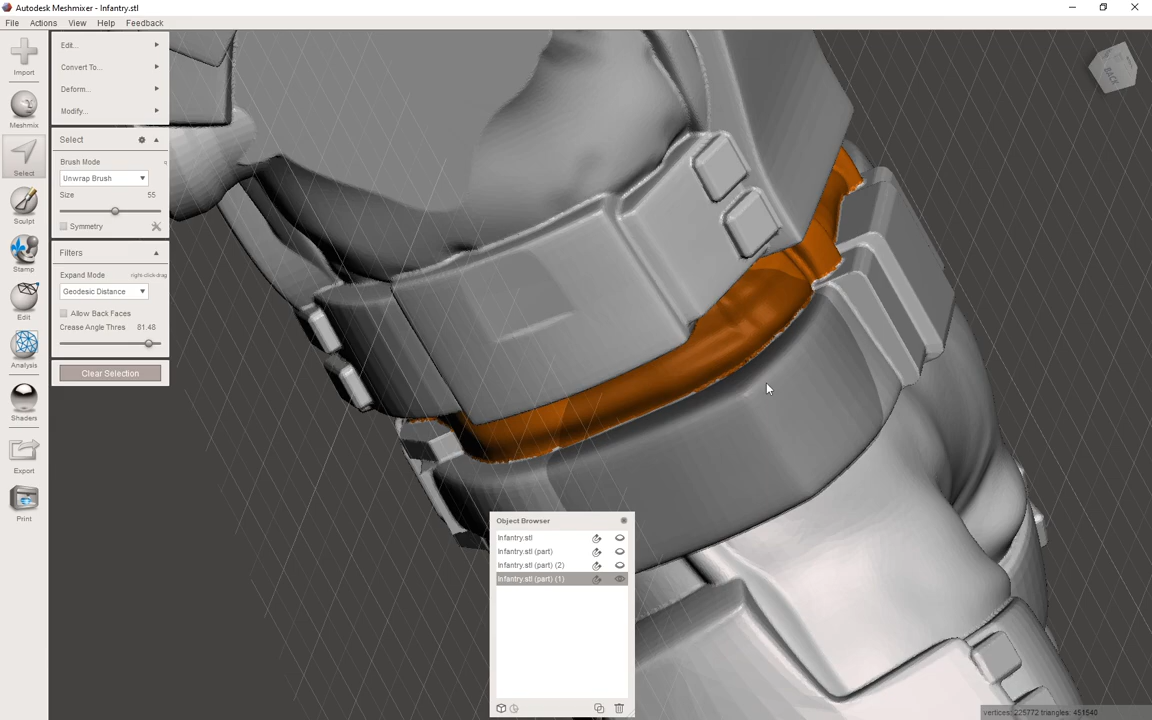 Autodesk Meshmixer - Infantry.stl
File Actions View Help Feedback
Import
Meshmix
Select
Sculpt
Stamp
Edit
Analysis
Shaders
Export
Print
Edit...
Convert To...
Deform...
Modify...
Select
Brush Mode
Unwrap Brush
Size 55
Symmetry
Filters
Expand Mode right-click-drag
Geodesic Distance
Allow Back Faces
Crease Angle Thres 81.48
Clear Selection
BACK
Object Browser
Infantry.stl
Infantry.stl (part)
Infantry.stl (part) (2)
Infantry.stl (part) (1)
vertices: 225772 triangles: 451540